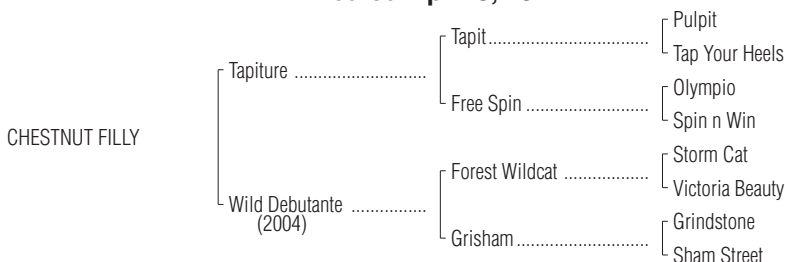 Pulpit
Tapit
Tap Your Heels
Tapiture
Olympio
Free Spin
Spin n Win
CHESTNUT FILLY
Storm Cat
Forest Wildcat
Victoria Beauty
Wild Debutante
(2004)
Grindstone
Grisham
Sham Street